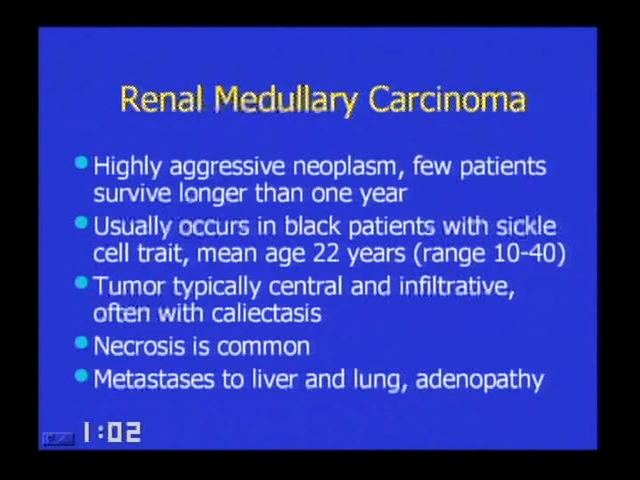 Renal Medullary Carcinoma
• Highly aggressive neoplasm, few patients
survive longer than one year
• Usually occurs in black patients with sickle
cell trait, mean age 22 years (range 10-40)
• Tumor typically central and infiltrative,
often with caliectasis
• Necrosis is common
• Metastases to liver and lung, adenopathy
1:02